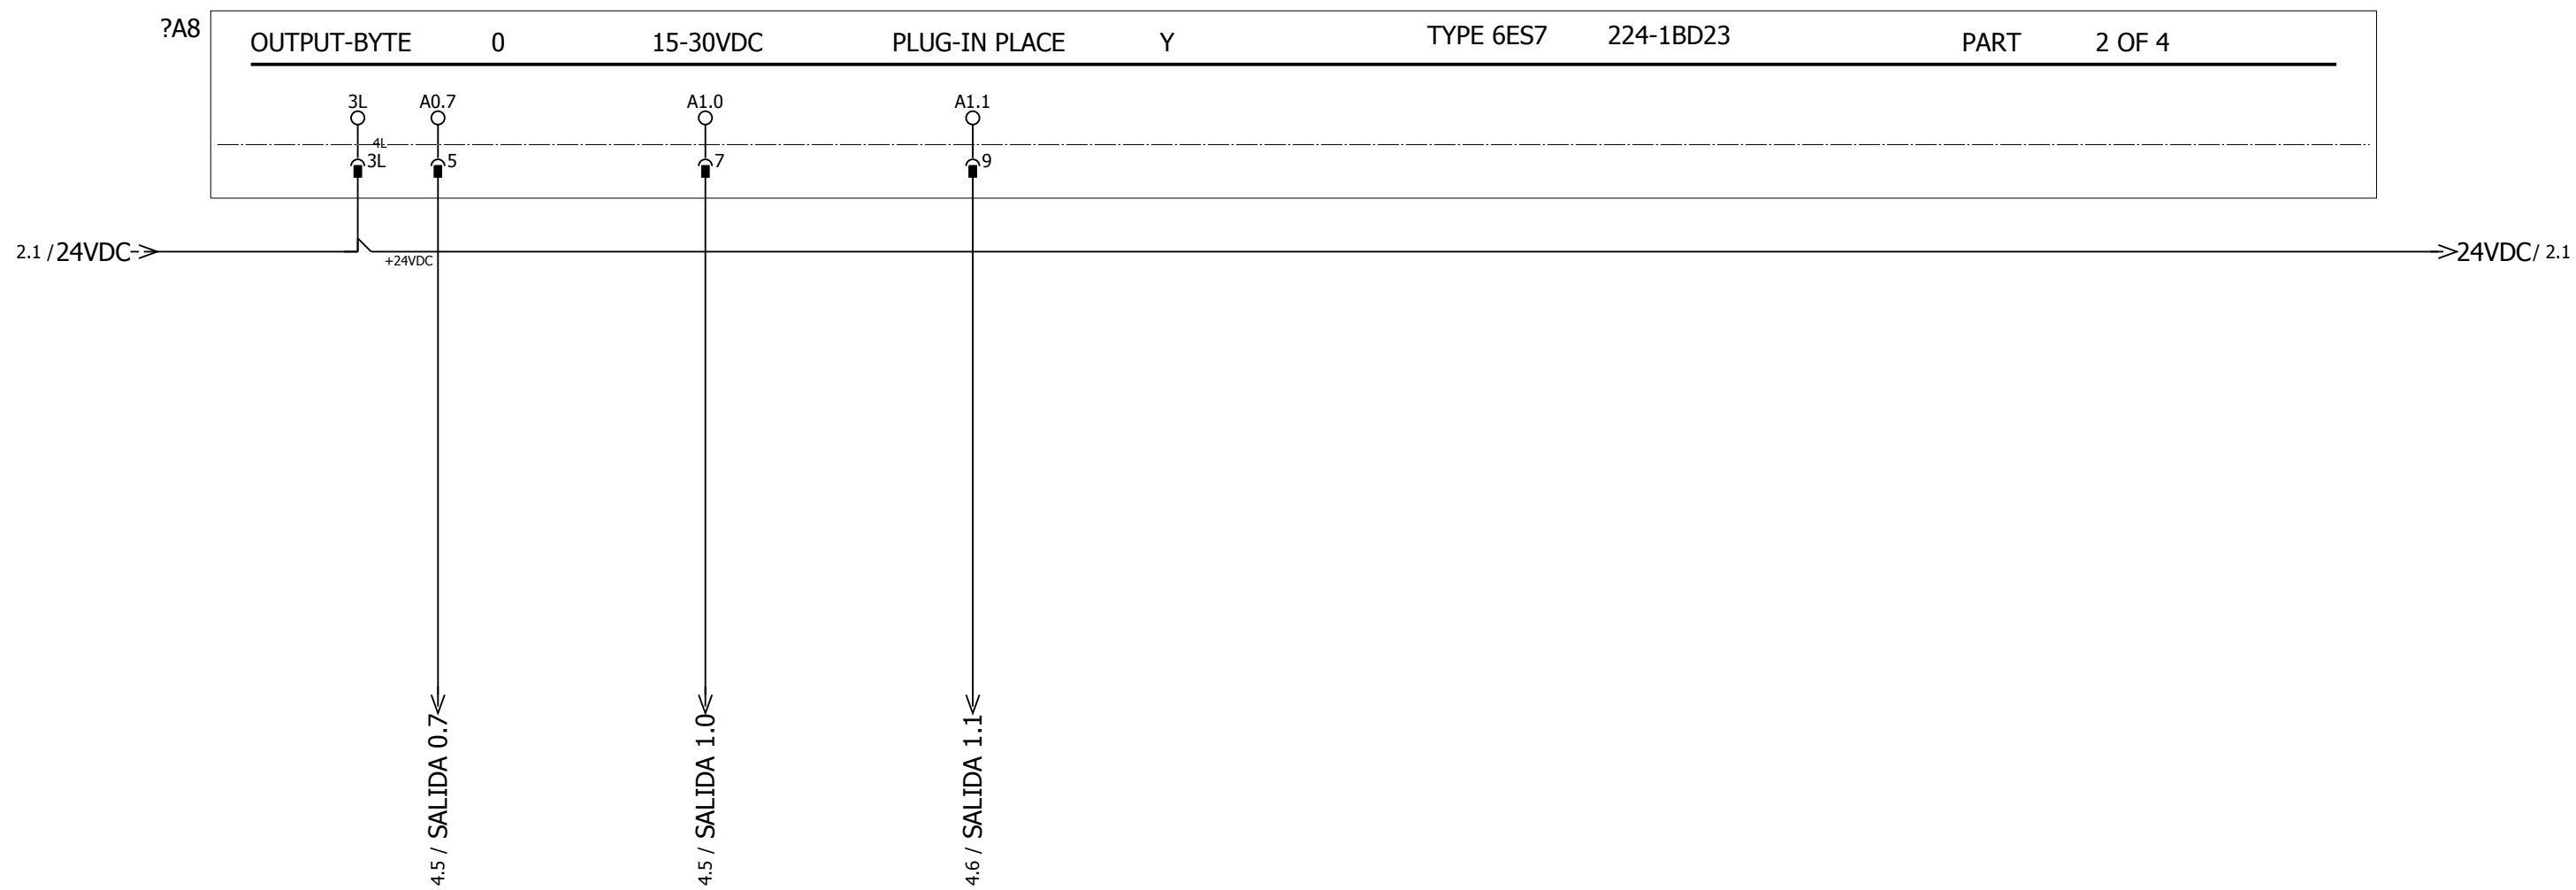 ?A8
OUTPUT-BYTE 0 15-30VDC PLUG-IN PLACE Y TYPE 6ES7 224-1BD23 PART 2 OF 4
3L A0.7 A1.0 A1.1
4L
3L 5 7 9
2.1 / 24VDC 24VDC / 2.1
+24VDC
4.5 / SALIDA 0.7
4.5 / SALIDA 1.0
4.6 / SALIDA 1.1